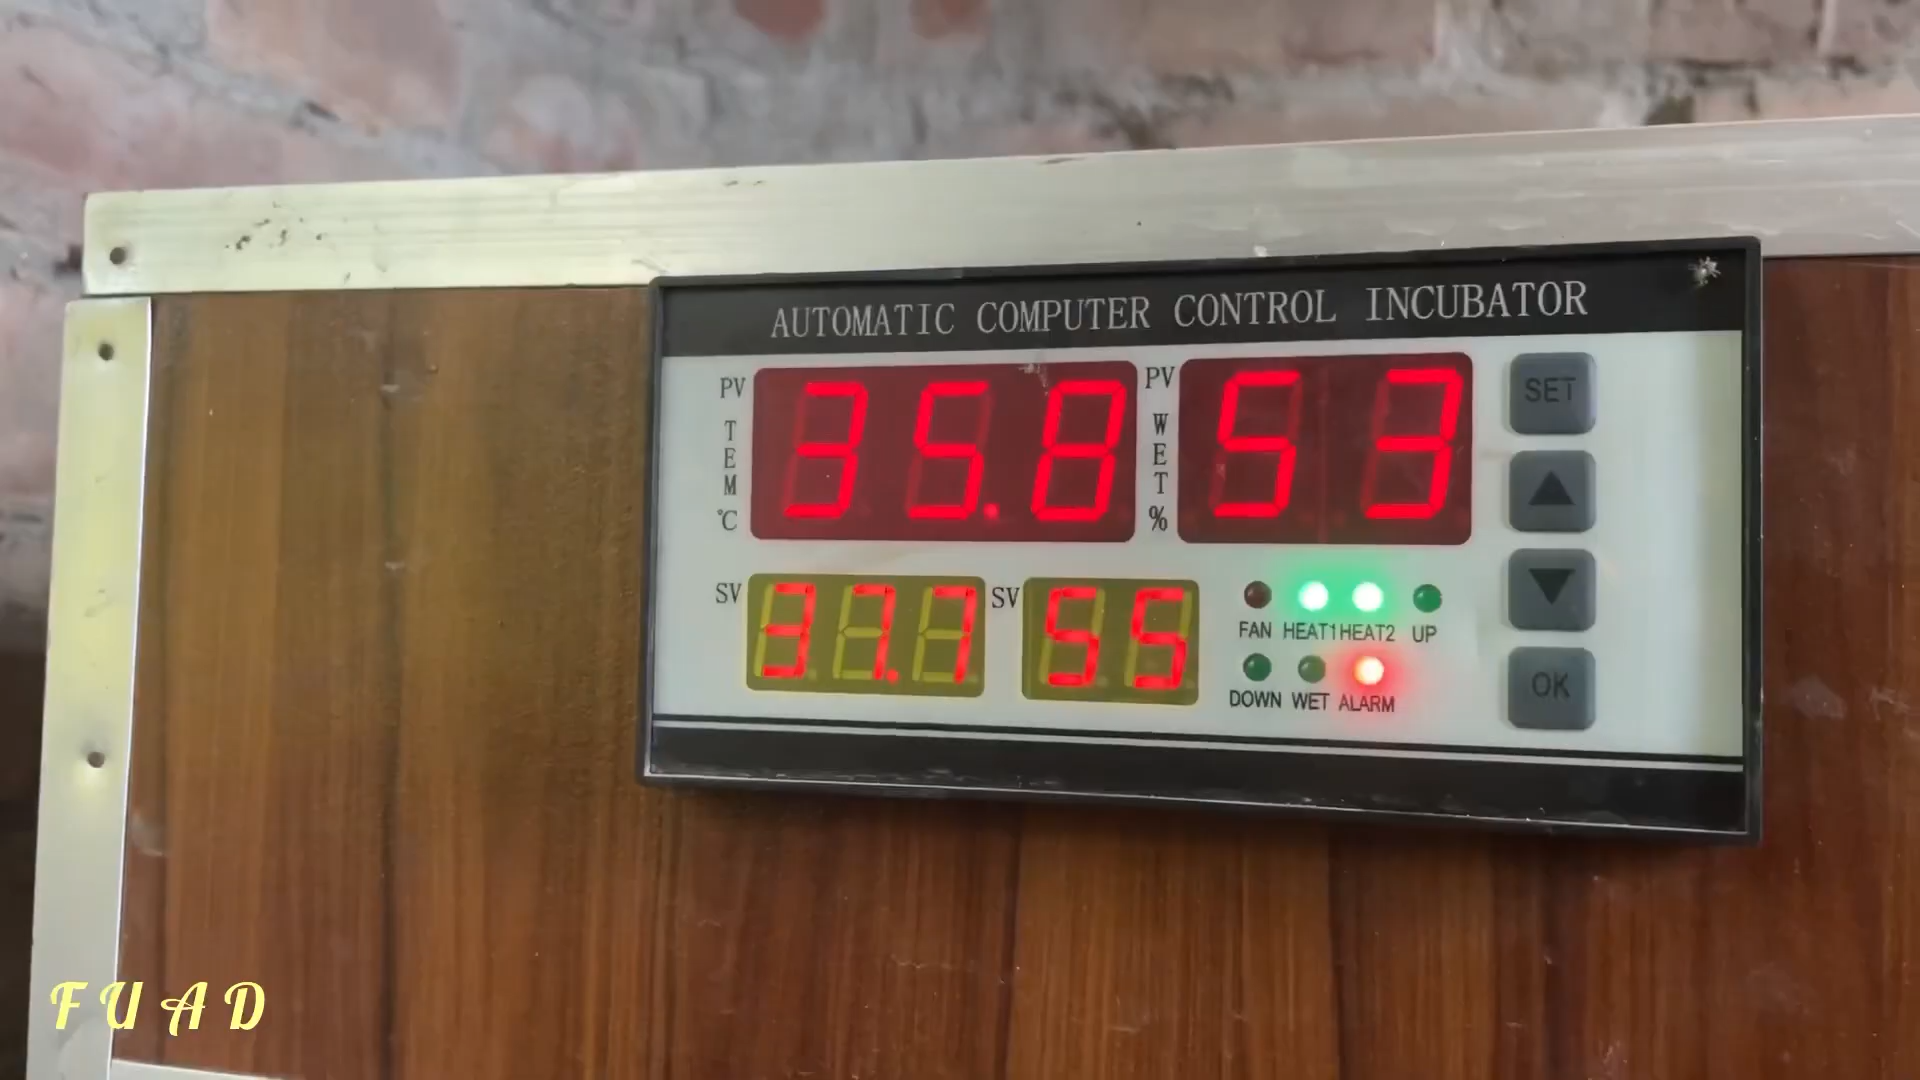 AUTOMATIC COMPUTER CONTROL INCUBATOR
PV TEM °C 35.8
PV WET % 53
SET
SV 37.7
SV 55
FAN HEAT1 HEAT2 UP
DOWN WET ALARM
OK
FUAD